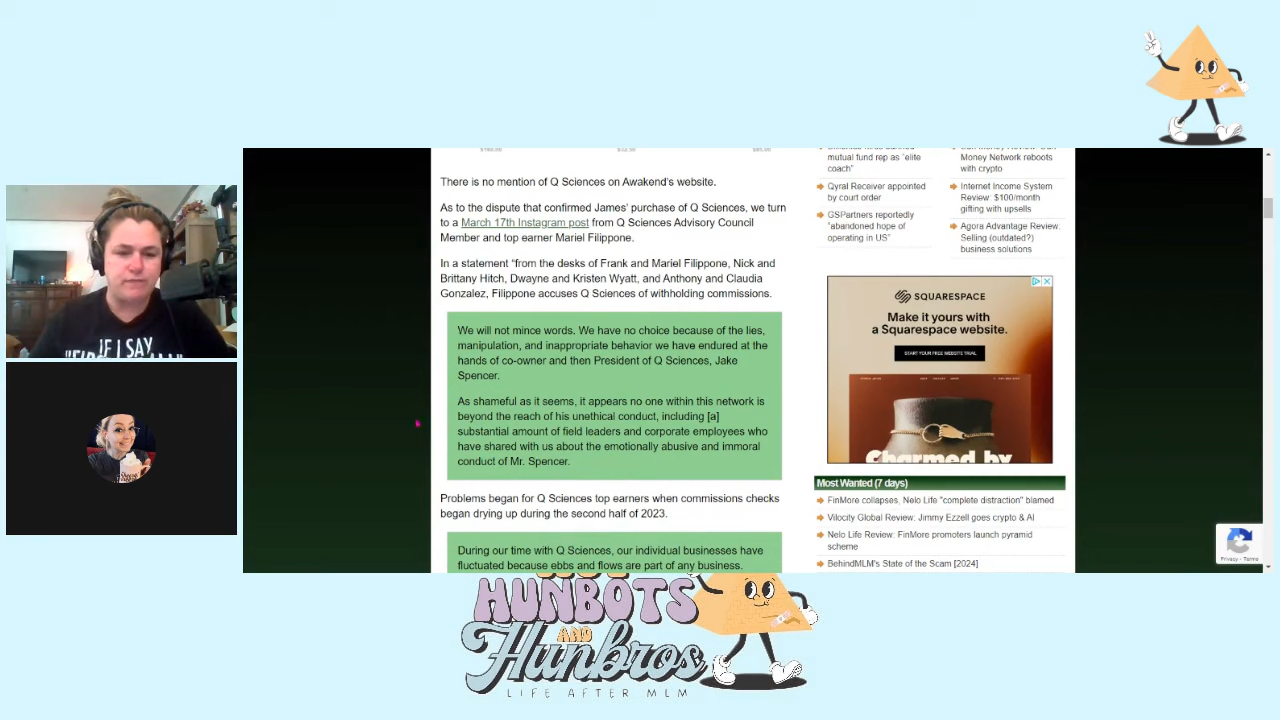 $199.99 $32.99 $85.99
There is no mention of Q Sciences on Awakend's website.
As to the dispute that confirmed James' purchase of Q Sciences, we turn
to a March 17th Instagram post from Q Sciences Advisory Council
Member and top earner Mariel Filippone.
In a statement "from the desks of Frank and Mariel Filippone, Nick and
Brittany Hitch, Dwayne and Kristen Wyatt, and Anthony and Claudia
Gonzalez, Filippone accuses Q Sciences of withholding commissions.
We will not mince words. We have no choice because of the lies,
manipulation, and inappropriate behavior we have endured at the
hands of co-owner and then President of Q Sciences, Jake
Spencer.
As shameful as it seems, it appears no one within this network is
beyond the reach of his unethical conduct, including [a]
substantial amount of field leaders and corporate employees who
have shared with us about the emotionally abusive and immoral
conduct of Mr. Spencer.
Problems began for Q Sciences top earners when commissions checks
began drying up during the second half of 2023.
During our time with Q Sciences, our individual businesses have
fluctuated because ebbs and flows are part of any business.
mutual fund rep as "elite
coach"
Qyral Receiver appointed
by court order
GSPartners reportedly
"abandoned hope of
operating in US"
Money Network reboots
with crypto
Internet Income System
Review: $100/month
gifting with upsells
Agora Advantage Review:
Selling (outdated?)
business solutions
SQUARESPACE
Make it yours with
a Squarespace website.
START YOUR FREE WEBSITE TRIAL
Charmed by
Most Wanted (7 days)
FinMore collapses, Nelo Life "complete distraction" blamed
Vilocity Global Review: Jimmy Ezzell goes crypto & AI
Nelo Life Review: FinMore promoters launch pyramid
scheme
BehindMLM's State of the Scam [2024]
Privacy - Terms
IF I SAY
HUNBOTS
AND
Hunbros
LIFE AFTER MLM